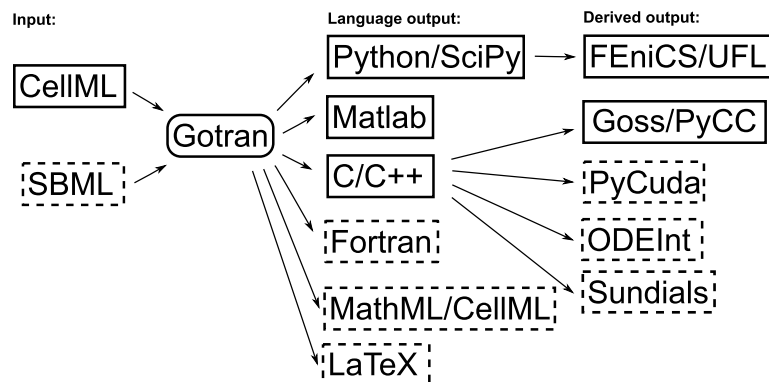 Input:
Language output:
Derived output:
Python/SciPy
FEniCS/UFL
CellML
Matlab
Goss/PyCC
Gotran
C/C++
PyCuda
SBML
Fortran
ODEInt
MathML/CellML
Sundials
LaTeX